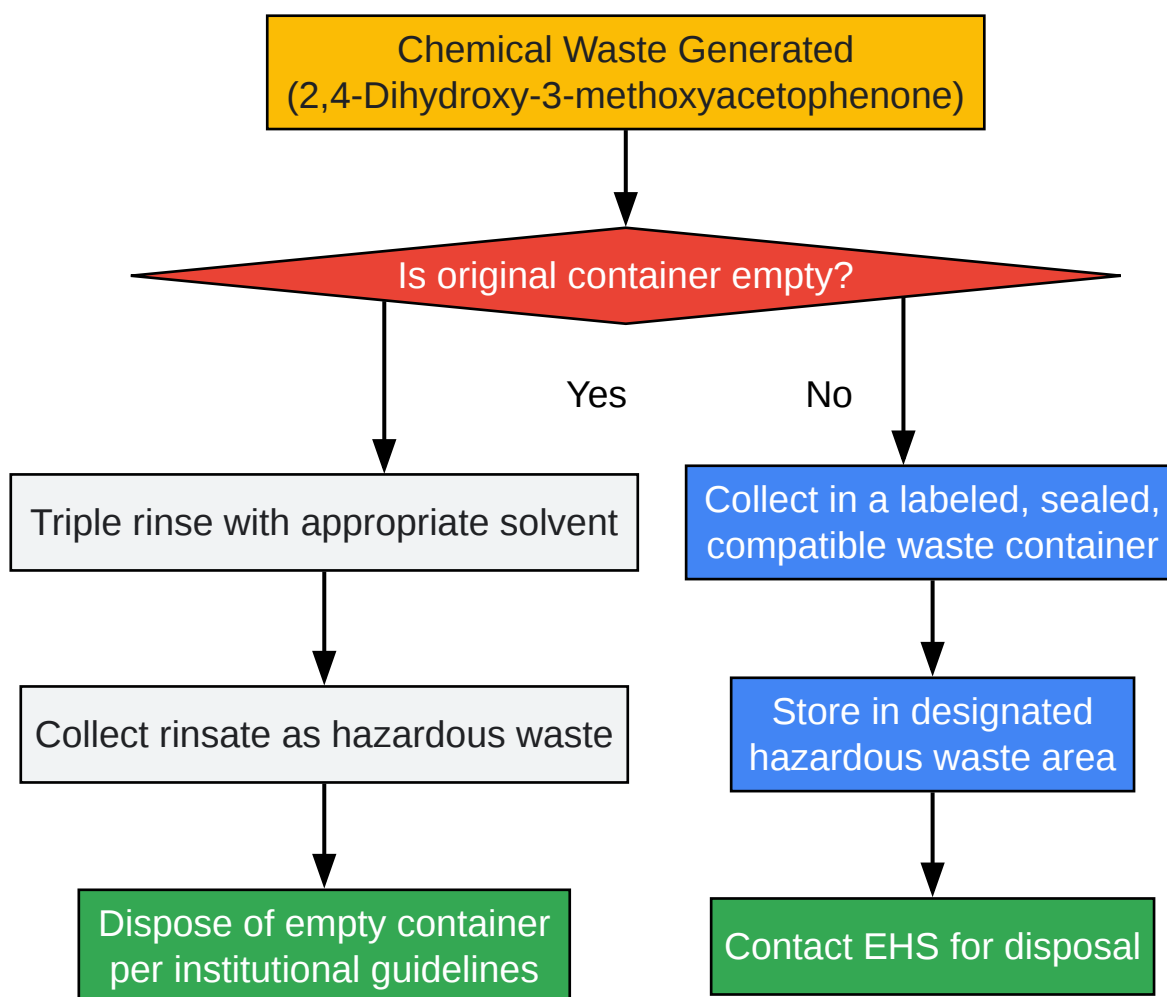 Chemical Waste Generated
(2,4-Dihydroxy-3-methoxyacetophenone)
Is original container empty?
Yes
No
Triple rinse with appropriate solvent
Collect in a labeled, sealed,
compatible waste container
Collect rinsate as hazardous waste
Store in designated
hazardous waste area
Dispose of empty container
per institutional guidelines
Contact EHS for disposal